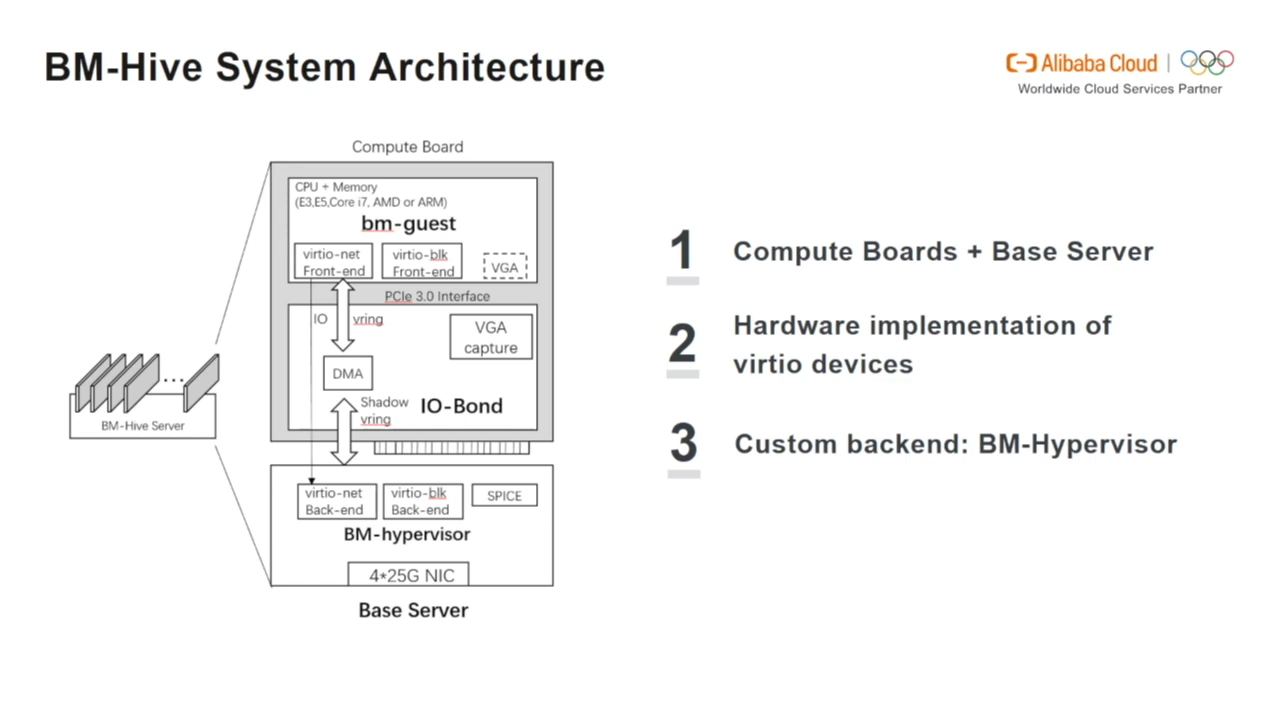 BM-Hive System Architecture
Alibaba Cloud
Worldwide Cloud Services Partner
Compute Board
CPU + Memory
(E3,E5,Core i7, AMD or ARM)
bm-guest
virtio-net
Front-end
virtio-blk
Front-end
VGA
PCIe 3.0 Interface
IO
vring
VGA
capture
DMA
Shadow
vring
IO-Bond
...
BM-Hive Server
virtio-net
Back-end
virtio-blk
Back-end
SPICE
BM-hypervisor
4*25G NIC
Base Server
1
Compute Boards + Base Server
2
Hardware implementation of
virtio devices
3
Custom backend: BM-Hypervisor